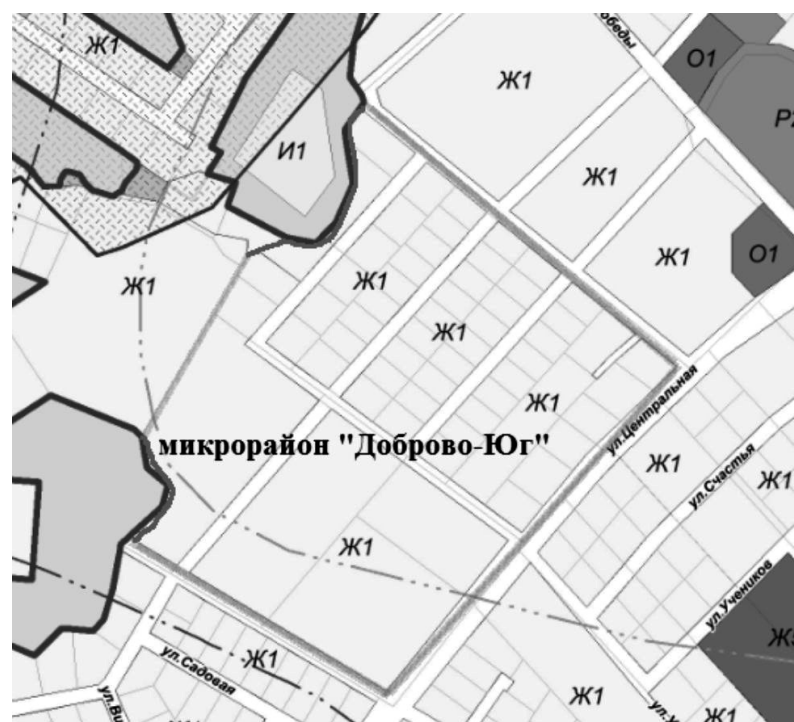 Ж1
Ж1
О1
И1
Ж1
Ж1
О1
Ж1
Ж1
Ж1
Ж1
ул.Центральная
микрорайон "Доброво-Юг"
Ж1
ул.Счастья
Ж1
Ж1
ул.Учеников
Ж1
ул.Садовая
Ж1
Ж1